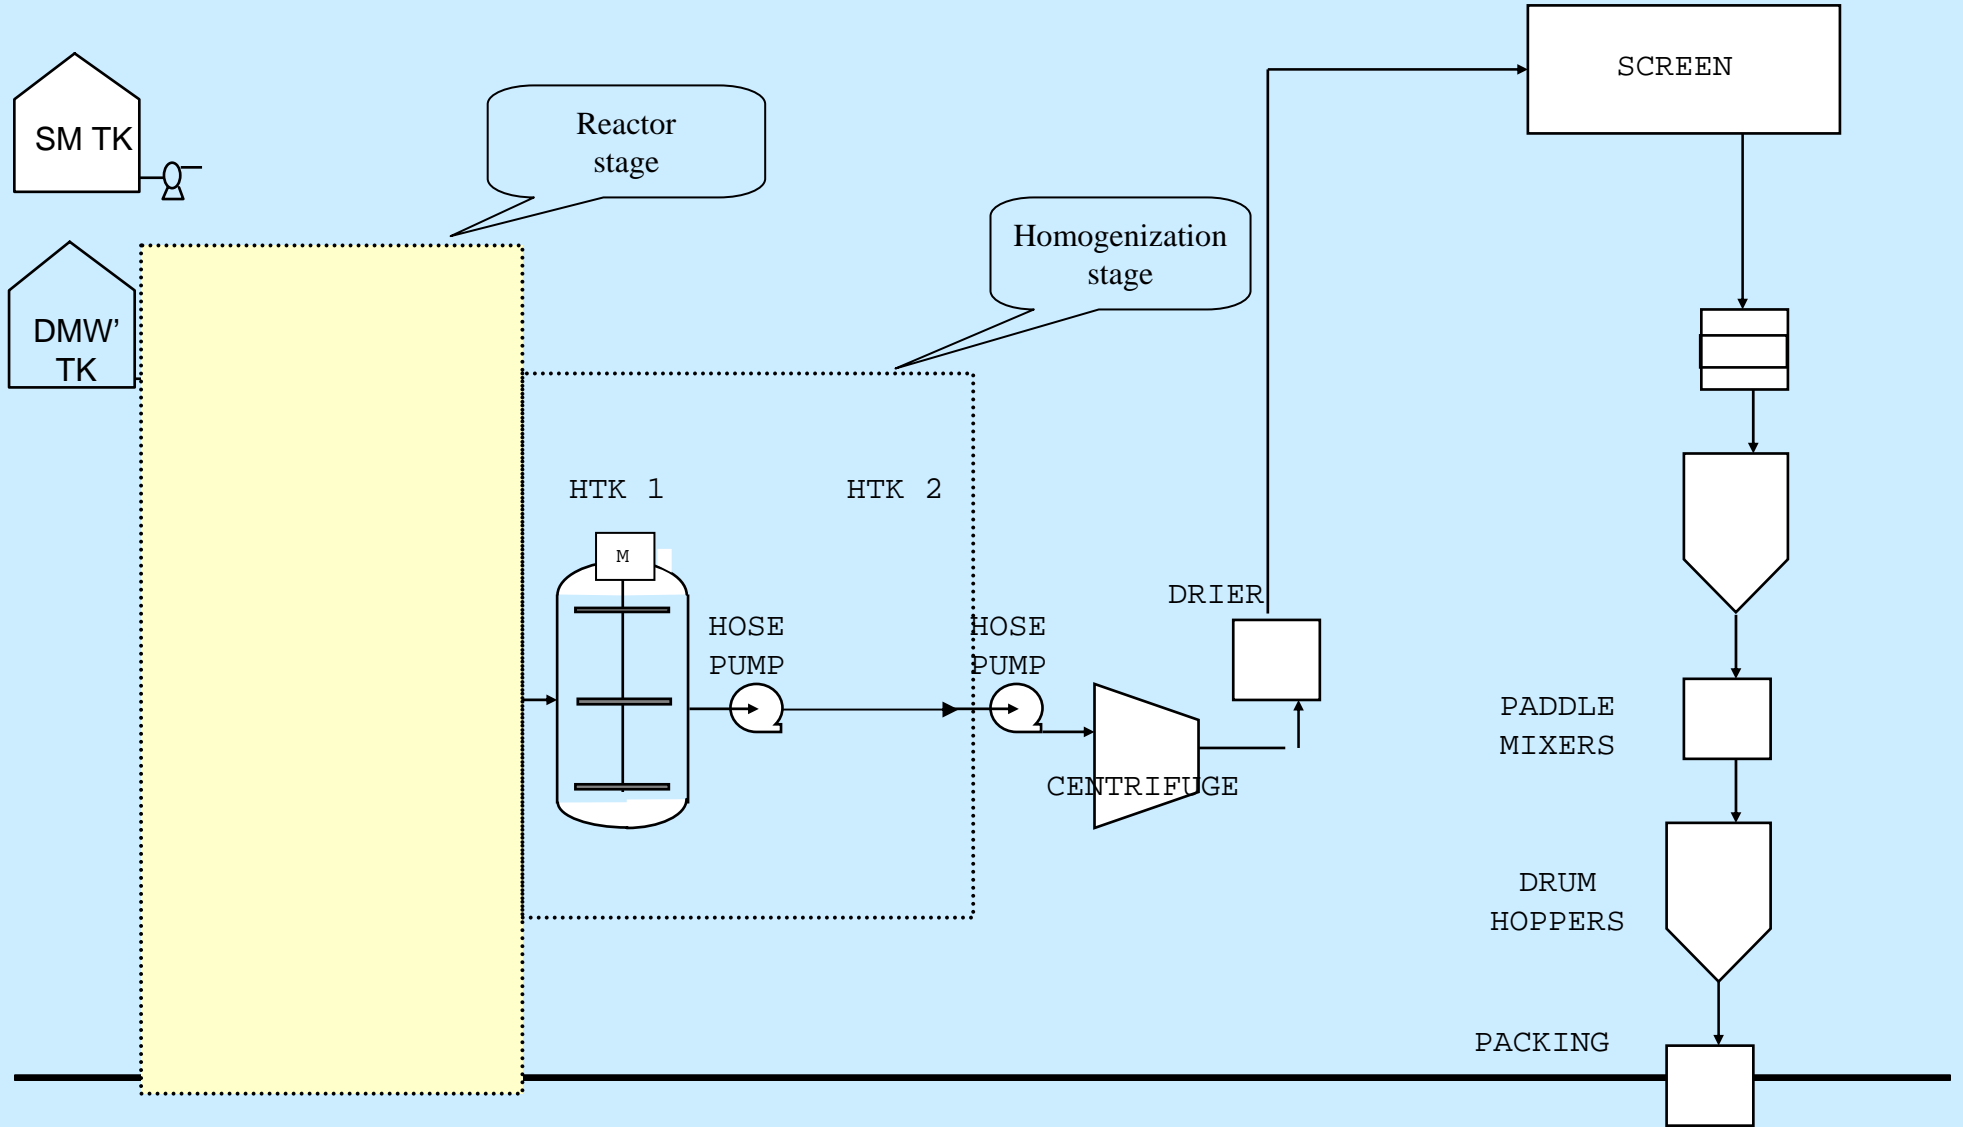 SCREEN
SM TK
Reactor
stage
Homogenization
stage
DMW'
TK
HTK 1
HTK 2
M
DRIER
HOSE
PUMP
HOSE
PUMP
CENTRIFUGE
PADDLE
MIXERS
DRUM
HOPPERS
PACKING